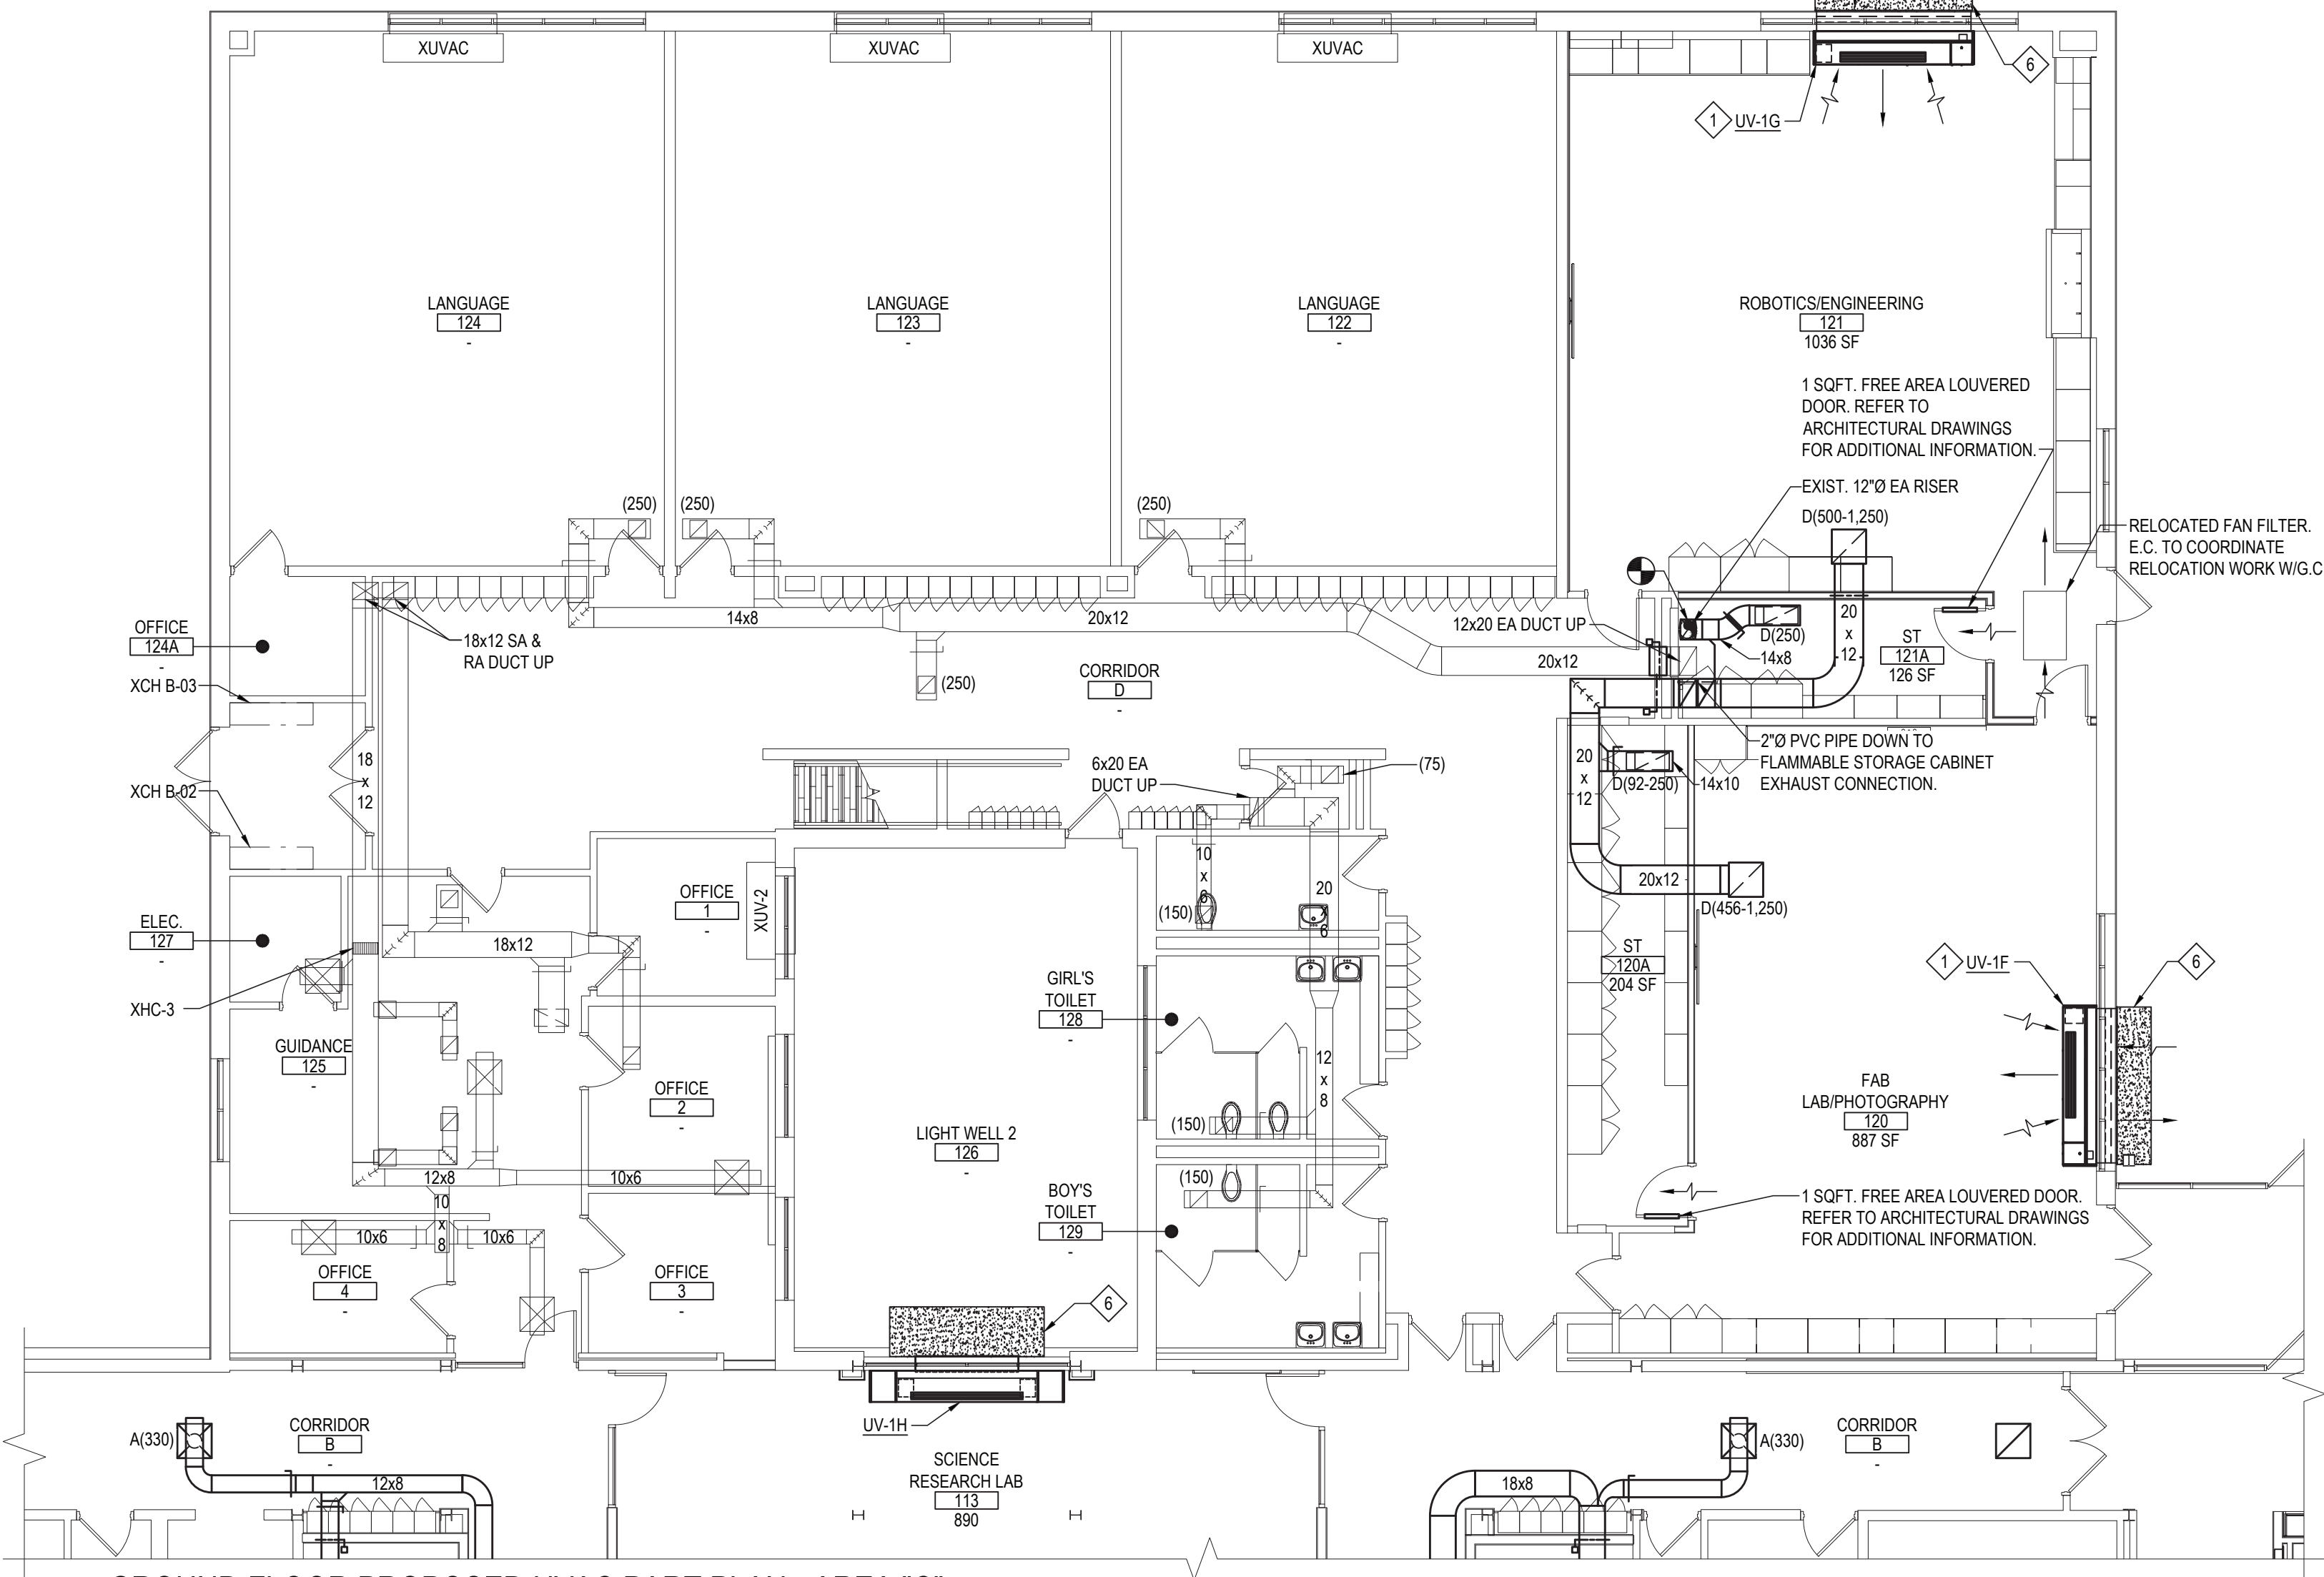 XUVAC
XUVAC
XUVAC
6
1
UV-1G
LANGUAGE
124
-
LANGUAGE
123
-
LANGUAGE
122
-
ROBOTICS/ENGINEERING
121
1036 SF
1 SQFT. FREE AREA LOUVERED
DOOR. REFER TO
ARCHITECTURAL DRAWINGS
FOR ADDITIONAL INFORMATION.
EXIST. 12"Ø EA RISER
D(500-1,250)
RELOCATED FAN FILTER.
E.C. TO COORDINATE
RELOCATION WORK W/G.C
(250)
(250)
(250)
14x8
20x12
12x20 EA DUCT UP
20x12
D(250)
14x8
20
x
12
ST
121A
126 SF
OFFICE
124A
-
18x12 SA &
RA DUCT UP
(250)
CORRIDOR
D
-
XCH B-03
18
x
12
XCH B-02
6x20 EA
DUCT UP
(75)
2"Ø PVC PIPE DOWN TO
FLAMMABLE STORAGE CABINET
EXHAUST CONNECTION.
20
x
12
D(92-250)
14x10
10
x
6
20
x
6
OFFICE
1
-
XUV-2
(150)
20x12
D(456-1,250)
ELEC.
127
-
18x12
XHC-3
GIRL'S
TOILET
128
-
ST
120A
204 SF
1
UV-1F
6
GUIDANCE
125
-
OFFICE
2
-
12
x
8
(150)
LIGHT WELL 2
126
-
FAB
LAB/PHOTOGRAPHY
120
887 SF
12x8
10x6
(150)
BOY'S
TOILET
129
-
1 SQFT. FREE AREA LOUVERED DOOR.
REFER TO ARCHITECTURAL DRAWINGS
FOR ADDITIONAL INFORMATION.
10
x
8
10x6
10x6
OFFICE
4
-
OFFICE
3
-
6
UV-1H
A(330)
CORRIDOR
B
-
12x8
SCIENCE
RESEARCH LAB
113
890
18x8
A(330)
CORRIDOR
B
-
GROUND FLOOR PROPOSED HVAC PART PLAN - AREA "C"